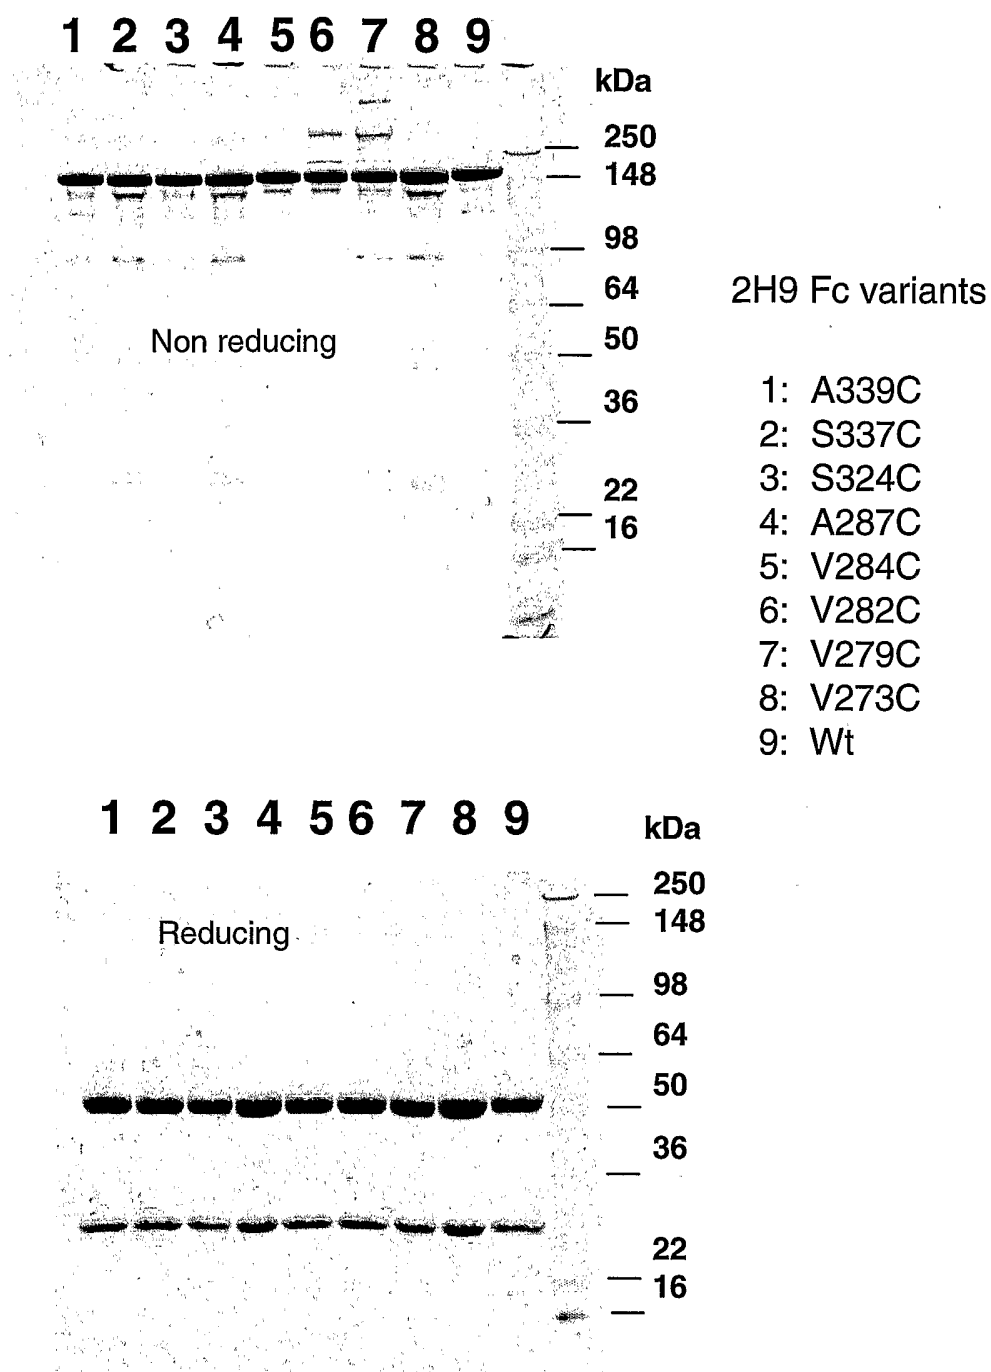 1 2 3 4 5 6 7 8 9
kDa
250
148
98
64
50
36
22
16
Non reducing
2H9 Fc variants
1: A339C
2: S337C
3: S324C
4: A287C
5: V284C
6: V282C
7: V279C
8: V273C
9: Wt
1 2 3 4 5 6 7 8 9
kDa
250
148
98
64
50
36
22
16
Reducing